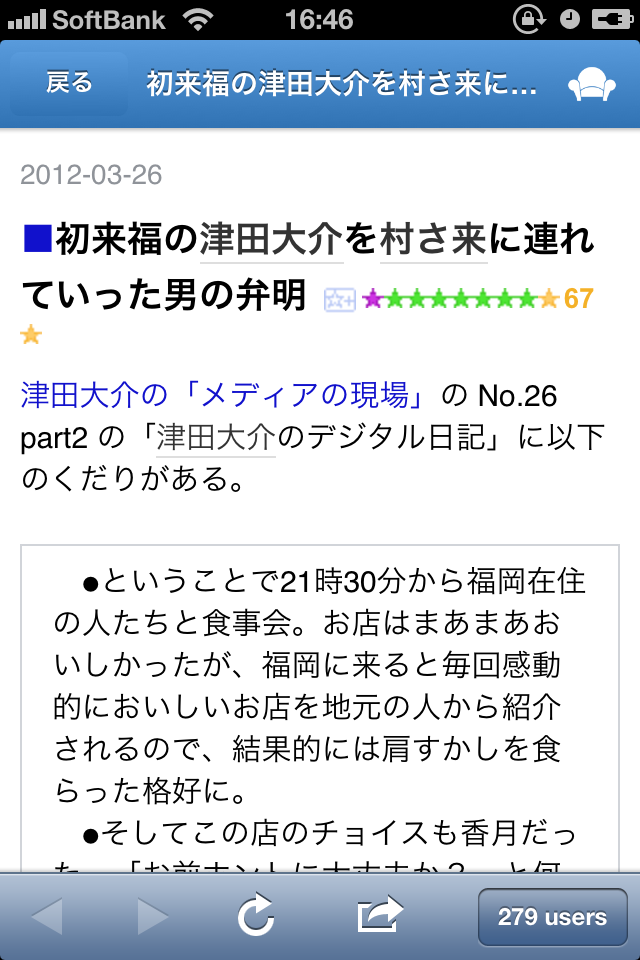 SoftBank 16:46
戻る 初来福の津田大介を村さ来に…
2012-03-26
■初来福の津田大介を村さ来に連れ
ていった男の弁明 67
津田大介の「メディアの現場」の No.26
part2 の「津田大介のデジタル日記」に以下
のくだりがある。
●ということで21時30分から福岡在住
の人たちと食事会。お店はまあまあお
いしかったが、福岡に来ると毎回感動
的においしいお店を地元の人から紹介
されるので、結果的には肩すかしを食
らった格好に。
●そしてこの店のチョイスも香月だっ
279 users